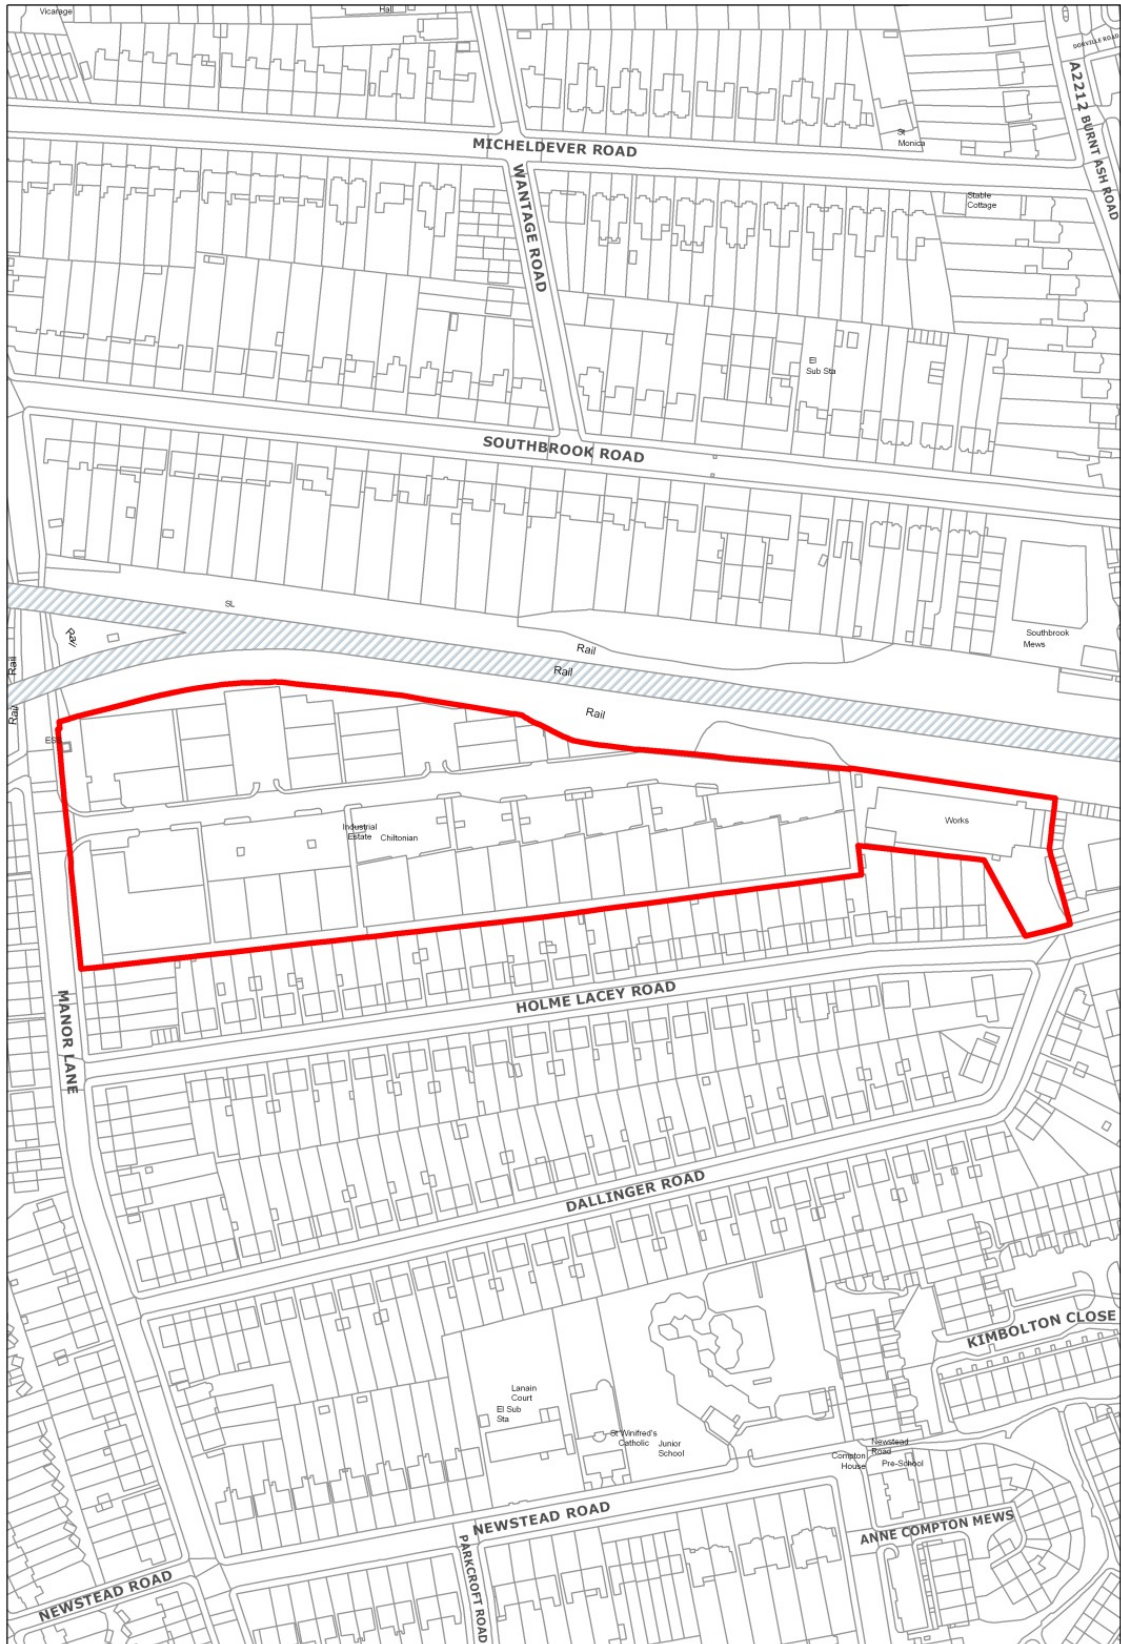 Vicarage
Hall
DORVILLE ROAD
A2212 BURNT ASH ROAD
MICHELDEVER ROAD
St
Monica
WANTAGE ROAD
Stable
Cottage
El
Sub Sta
SOUTHBROOK ROAD
SL
Rail
Southbrook
Mews
Rail
Rail
Rail
Rail
Rail
ESS
Works
Industrial
Estate
Chiltonian
MANOR LANE
HOLME LACEY ROAD
DALLINGER ROAD
KIMBOLTON CLOSE
Lanain
Court
El Sub
Sta
St Winifred's
Catholic
Junior
School
Newstead
Road
Compton
House
Pre-School
NEWSTEAD ROAD
ANNE COMPTON MEWS
PARKCROFT ROAD
NEWSTEAD ROAD